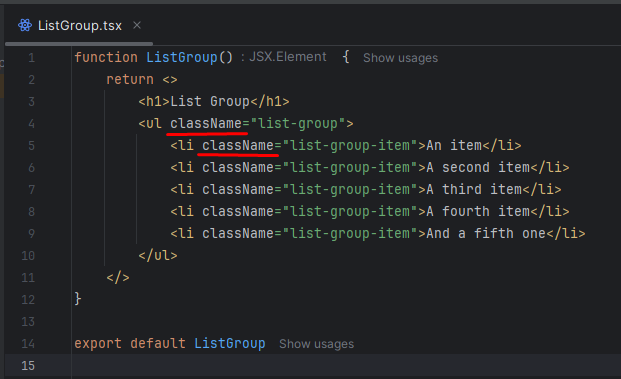 ListGroup.tsx
1 function ListGroup() : JSX.Element { Show usages
2 return <>
3 <h1>List Group</h1>
4 <ul className="list-group">
5 <li className="list-group-item">An item</li>
6 <li className="list-group-item">A second item</li>
7 <li className="list-group-item">A third item</li>
8 <li className="list-group-item">A fourth item</li>
9 <li className="list-group-item">And a fifth one</li>
10 </ul>
11 </>
12 }
13
14 export default ListGroup Show usages
15